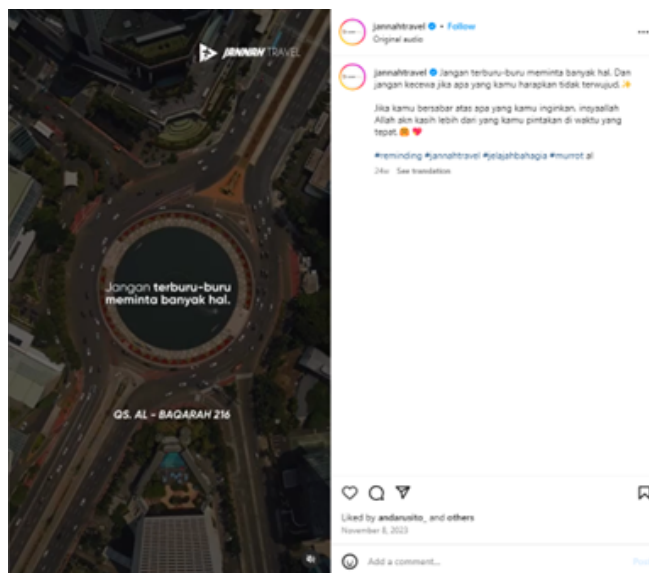 JANNAH TRAVEL
Jangan terburu-buru
meminta banyak hal.
QS. AL - BAQARAH 216
jannahtravel • Follow
Original audio
jannahtravel Jangan terburu-buru meminta banyak hal. Dan
jangan kecewa jika apa yang kamu harapkan tidak terwujud.✨
Jika kamu bersabar atas apa yang kamu inginkan, insyaallah
Allah akn kasih lebih dari yang kamu pintakan di waktu yang
tepat.
#reminding #jannahtravel #jelajahbahagia #murrot al
24w See translation
Liked by andarusito_ and others
November 8, 2023
Add a comment...
Post